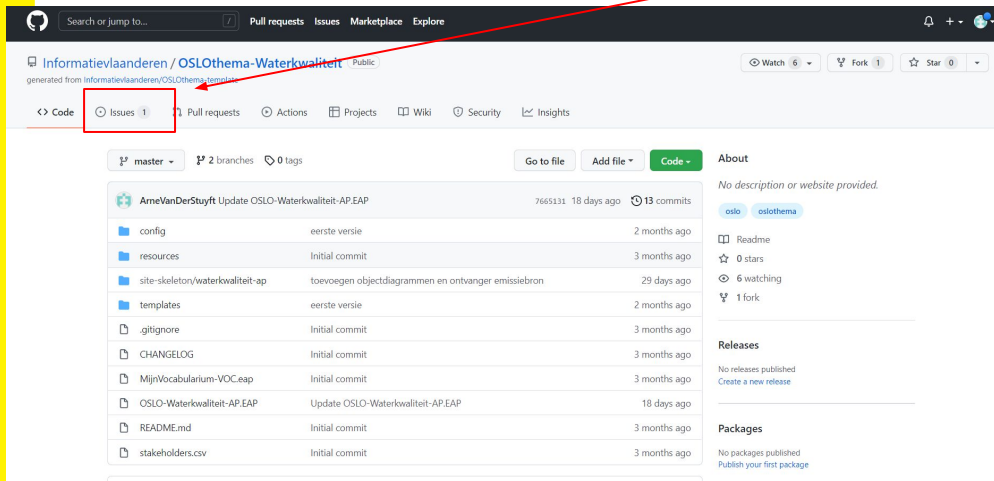 Search or jump to... / Pull requests Issues Marketplace Explore
Informatievlaanderen / OSLOthema-Waterkwaliteit Public
Watch 6 Fork 1 Star 0
generated from Informatievlaanderen/OSLOthema-template
<> Code Issues 1 Pull requests Actions Projects Wiki Security Insights
master 2 branches 0 tags Go to file Add file Code
ArneVanDerStuyft Update OSLO-Waterkwaliteit-AP.EAP 7665131 18 days ago 13 commits
config eerste versie 2 months ago
resources Initial commit 3 months ago
site-skeleton/waterkwaliteit-ap toevoegen objectdiagrammen en ontvanger emissiebron 29 days ago
templates eerste versie 2 months ago
.gitignore Initial commit 3 months ago
CHANGELOG Initial commit 3 months ago
MijnVocabularium-VOC.eap Initial commit 3 months ago
OSLO-Waterkwaliteit-AP.EAP Update OSLO-Waterkwaliteit-AP.EAP 18 days ago
README.md Initial commit 3 months ago
stakeholders.csv Initial commit 3 months ago
About
No description or website provided.
oslo oslothema
Readme
0 stars
6 watching
1 fork
Releases
No releases published
Create a new release
Packages
No packages published
Publish your first package